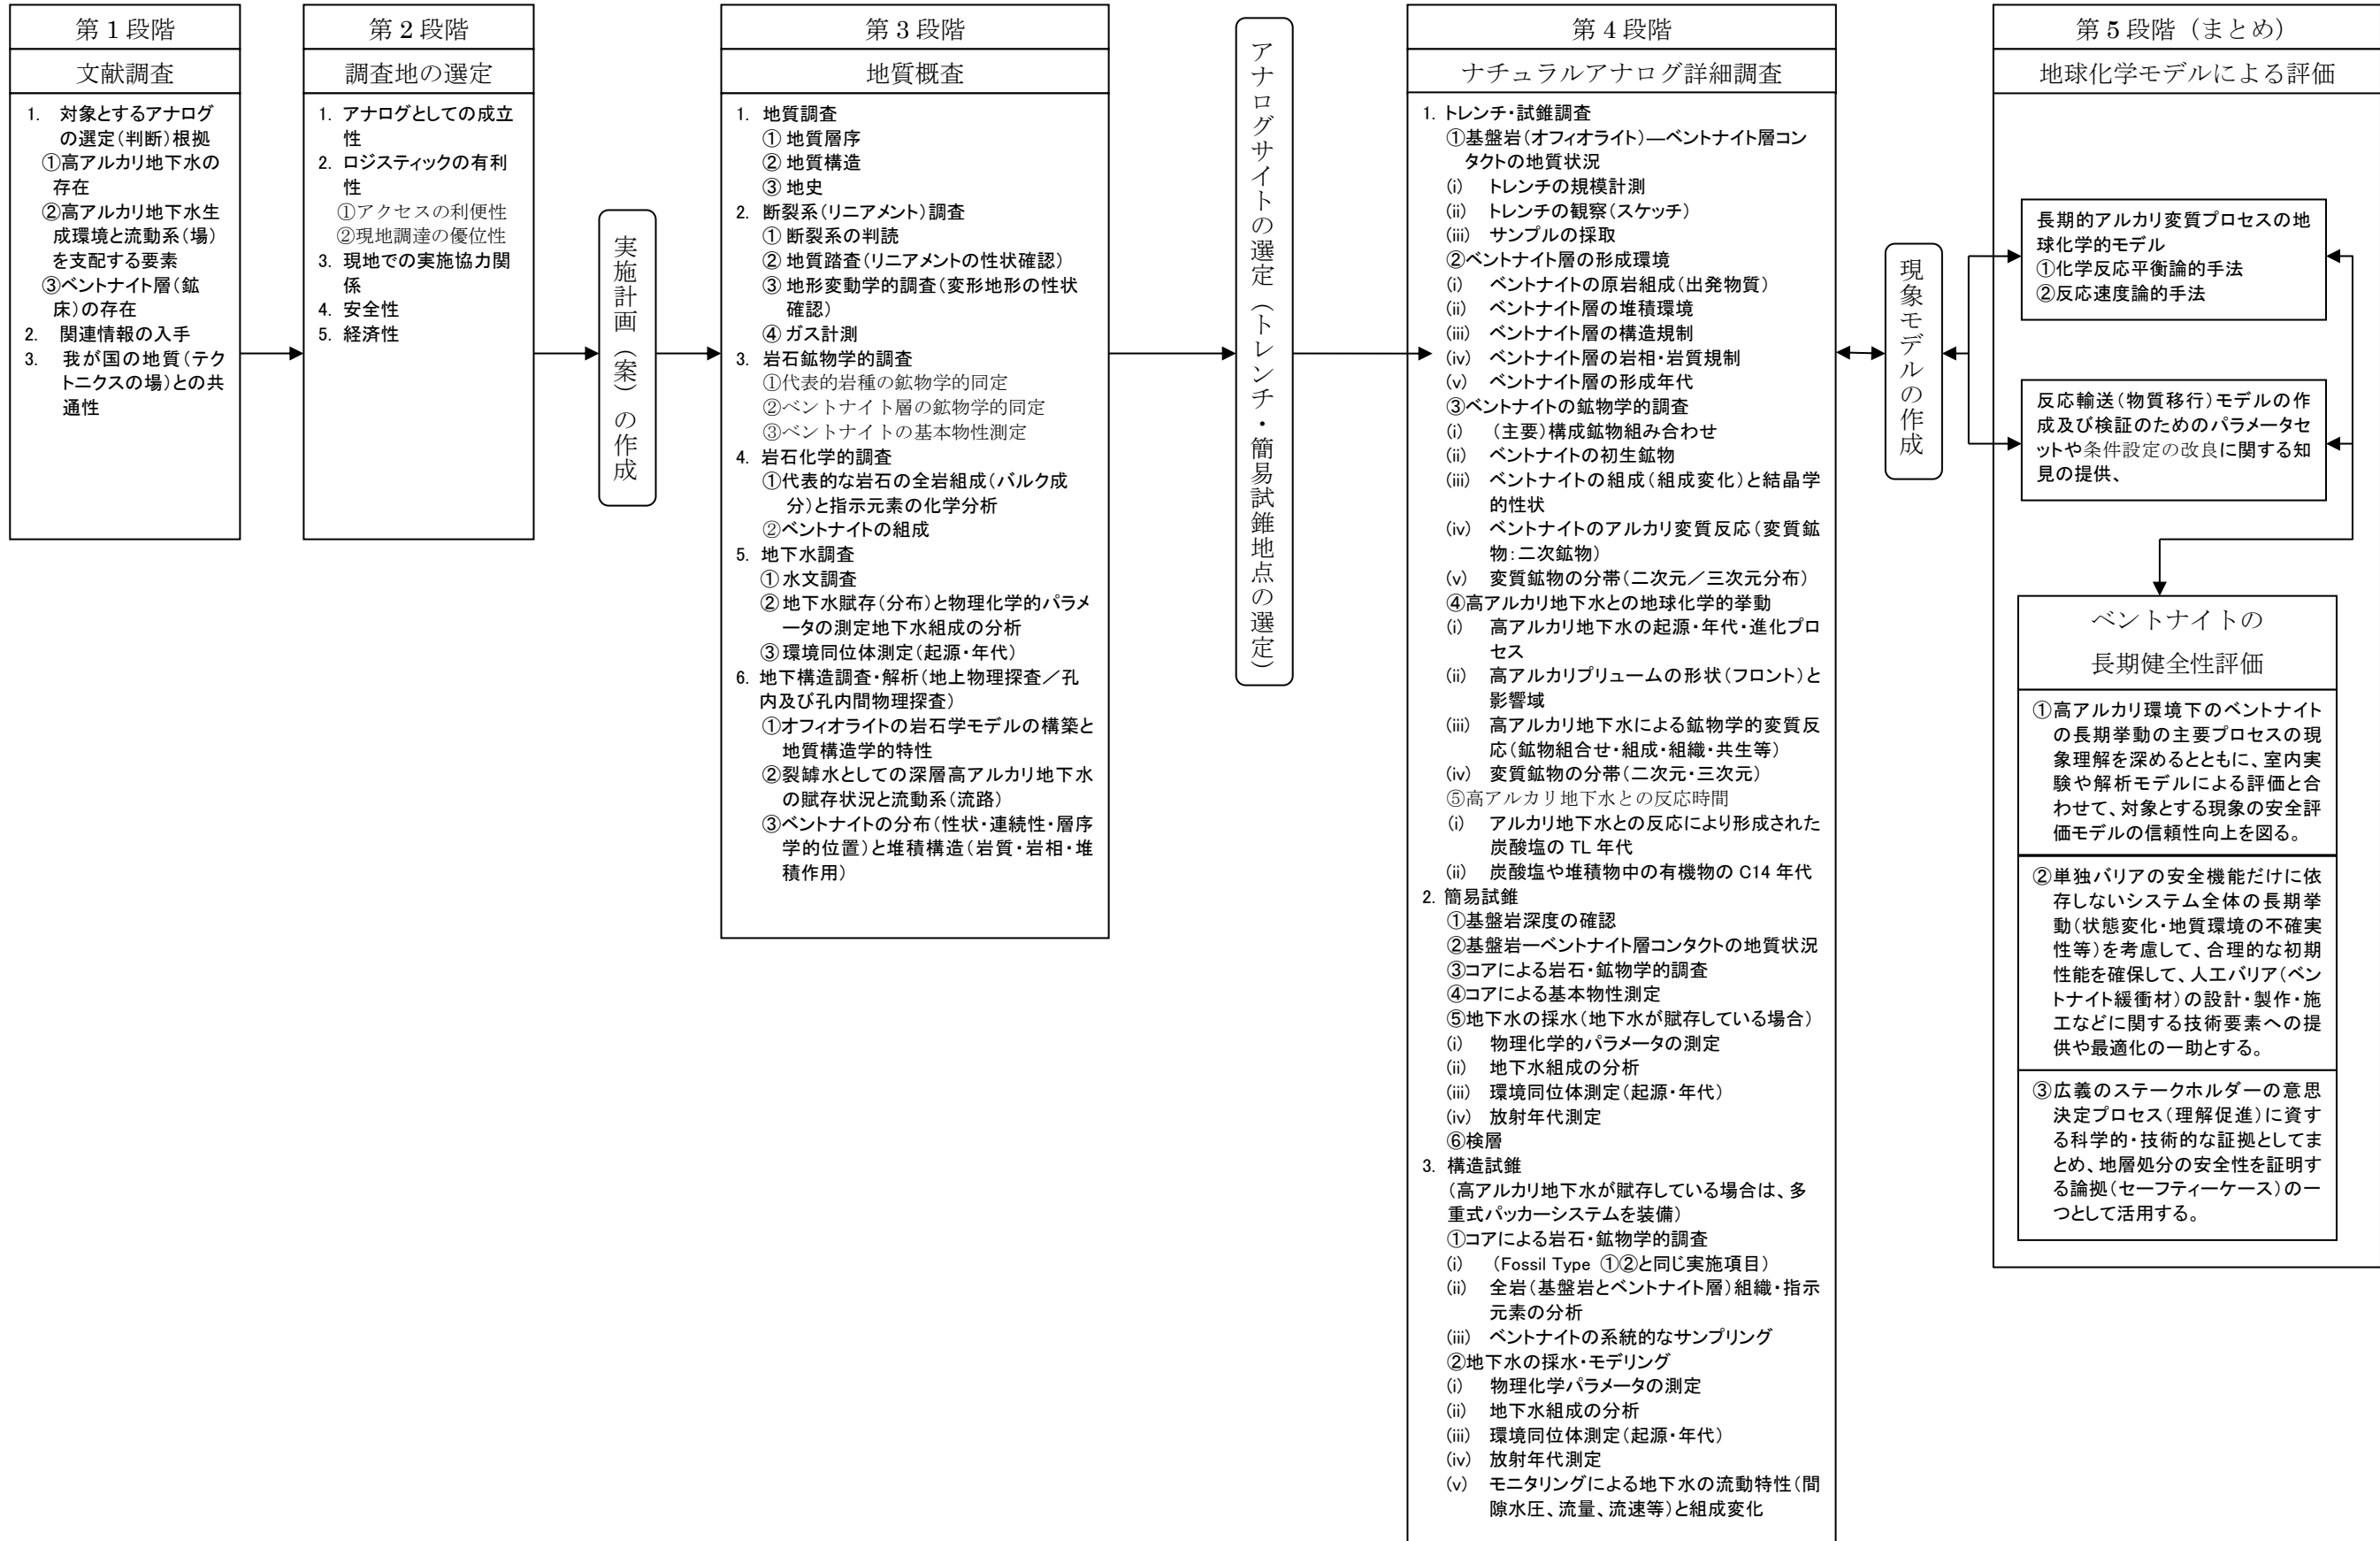 第1段階
文献調査
1. 対象とするアナログ
の選定(判断)根拠
①高アルカリ地下水の
存在
②高アルカリ地下水生
成環境と流動系(場)
を支配する要素
③ベントナイト層(鉱
床)の存在
2. 関連情報の入手
3. 我が国の地質(テク
トニクスの場)との共
通性
第2段階
調査地の選定
1. アナログとしての成立
性
2. ロジスティックの有利
性
①アクセスの利便性
②現地調達の優位性
3. 現地での実施協力関
係
4. 安全性
5. 経済性
実施計画（案）の作成
第3段階
地質概査
1. 地質調査
① 地質層序
② 地質構造
③ 地史
2. 断裂系(リニアメント)調査
① 断裂系の判読
② 地質踏査(リニアメントの性状確認)
③ 地形変動学的調査(変形地形の性状
確認)
④ ガス計測
3. 岩石鉱物学的調査
①代表的岩種の鉱物学的同定
②ベントナイト層の鉱物学的同定
③ベントナイトの基本物性測定
4. 岩石化学的調査
①代表的な岩石の全岩組成(バルク成
分)と指示元素の化学分析
②ベントナイトの組成
5. 地下水調査
① 水文調査
② 地下水賦存(分布)と物理化学的パラメ
ータの測定地下水組成の分析
③ 環境同位体測定(起源・年代)
6. 地下構造調査・解析(地上物理探査／孔
内及び孔内間物理探査)
①オフィオライトの岩石学モデルの構築と
地質構造学的特性
②裂罅水としての深層高アルカリ地下水
の賦存状況と流動系(流路)
③ベントナイトの分布(性状・連続性・層序
学的位置)と堆積構造(岩質・岩相・堆
積作用)
アナログサイトの選定（トレンチ・簡易試錐地点の選定）
第4段階
ナチュラルアナログ詳細調査
1. トレンチ・試錐調査
①基盤岩(オフィオライト)―ベントナイト層コン
タクトの地質状況
(i) トレンチの規模計測
(ii) トレンチの観察(スケッチ)
(iii) サンプルの採取
②ベントナイト層の形成環境
(i) ベントナイトの原岩組成(出発物質)
(ii) ベントナイト層の堆積環境
(iii) ベントナイト層の構造規制
(iv) ベントナイト層の岩相・岩質規制
(v) ベントナイト層の形成年代
③ベントナイトの鉱物学的調査
(i) (主要)構成鉱物組み合わせ
(ii) ベントナイトの初生鉱物
(iii) ベントナイトの組成(組成変化)と結晶学
的性状
(iv) ベントナイトのアルカリ変質反応(変質鉱
物:二次鉱物)
(v) 変質鉱物の分帯(二次元／三次元分布)
④高アルカリ地下水との地球化学的挙動
(i) 高アルカリ地下水の起源・年代・進化プロ
セス
(ii) 高アルカリプリュームの形状(フロント)と
影響域
(iii) 高アルカリ地下水による鉱物学的変質反
応(鉱物組合せ・組成・組織・共生等)
(iv) 変質鉱物の分帯(二次元・三次元)
⑤高アルカリ地下水との反応時間
(i) アルカリ地下水との反応により形成された
炭酸塩の TL 年代
(ii) 炭酸塩や堆積物中の有機物の C14 年代
2. 簡易試錐
①基盤岩深度の確認
②基盤岩―ベントナイト層コンタクトの地質状況
③コアによる岩石・鉱物学的調査
④コアによる基本物性測定
⑤地下水の採水(地下水が賦存している場合)
(i) 物理化学的パラメータの測定
(ii) 地下水組成の分析
(iii) 環境同位体測定(起源・年代)
(iv) 放射年代測定
⑥検層
3. 構造試錐
(高アルカリ地下水が賦存している場合は、多
重式パッカーシステムを装備)
①コアによる岩石・鉱物学的調査
(i) (Fossil Type ①②と同じ実施項目)
(ii) 全岩(基盤岩とベントナイト層)組織・指示
元素の分析
(iii) ベントナイトの系統的なサンプリング
②地下水の採水・モデリング
(i) 物理化学パラメータの測定
(ii) 地下水組成の分析
(iii) 環境同位体測定(起源・年代)
(iv) 放射年代測定
(v) モニタリングによる地下水の流動特性(間
隙水圧、流量、流速等)と組成変化
現象モデルの作成
第5段階（まとめ）
地球化学モデルによる評価
長期的アルカリ変質プロセスの地
球化学的モデル
①化学反応平衡論的手法
②反応速度論的手法
反応輸送(物質移行)モデルの作
成及び検証のためのパラメータセ
ットや条件設定の改良に関する知
見の提供、
ベントナイトの
長期健全性評価
①高アルカリ環境下のベントナイト
の長期挙動の主要プロセスの現
象理解を深めるとともに、室内実
験や解析モデルによる評価と合
わせて、対象とする現象の安全評
価モデルの信頼性向上を図る。
②単独バリアの安全機能だけに依
存しないシステム全体の長期挙
動(状態変化・地質環境の不確実
性等)を考慮して、合理的な初期
性能を確保して、人工バリア(ベン
トナイト緩衝材)の設計・製作・施
工などに関する技術要素への提
供や最適化の一助とする。
③広義のステークホルダーの意思
決定プロセス(理解促進)に資す
る科学的・技術的な証拠としてま
とめ、地層処分の安全性を証明す
る論拠(セーフティーケース)の一
つとして活用する。